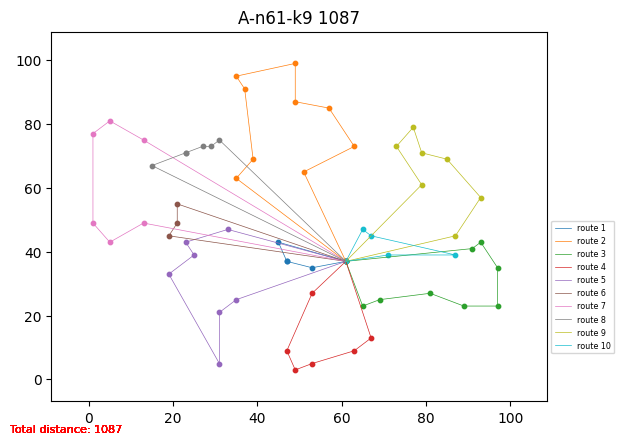 A-n61-k9 1087
100
80
60
40
20
0
0 20 40 60 80 100
route 1
route 2
route 3
route 4
route 5
route 6
route 7
route 8
route 9
route 10
Total distance: 1087